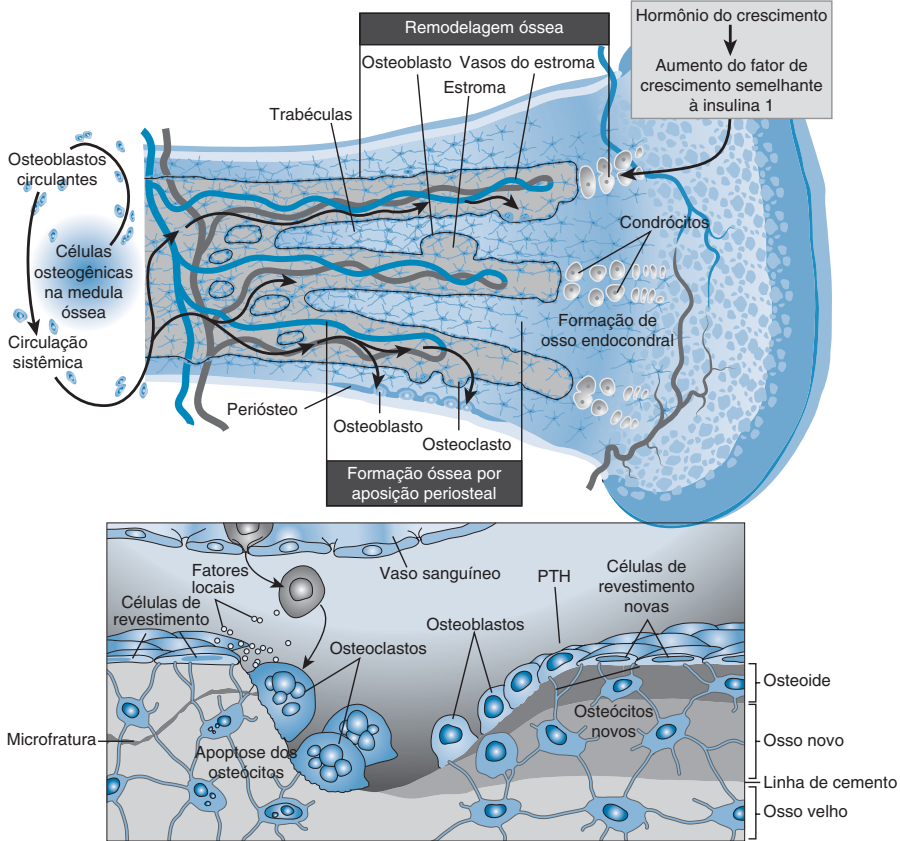 Hormônio do crescimento
Aumento do fator de
crescimento semelhante
à insulina 1
Remodelagem óssea
Osteoblasto
Vasos do estroma
Estroma
Trabéculas
Osteoblastos
circulantes
Células
osteogênicas
na medula
óssea
Circulação
sistêmica
Condrócitos
Formação de
osso endocondral
Periósteo
Osteoblasto
Osteoclasto
Formação óssea por
aposição periosteal
Fatores
locais
Vaso sanguíneo
PTH
Células de
revestimento
novas
Células de
revestimento
Osteoblastos
Osteoclastos
Osteoide
Osteócitos
novos
Microfratura
Apoptose dos
osteócitos
Osso novo
Linha de cemento
Osso velho